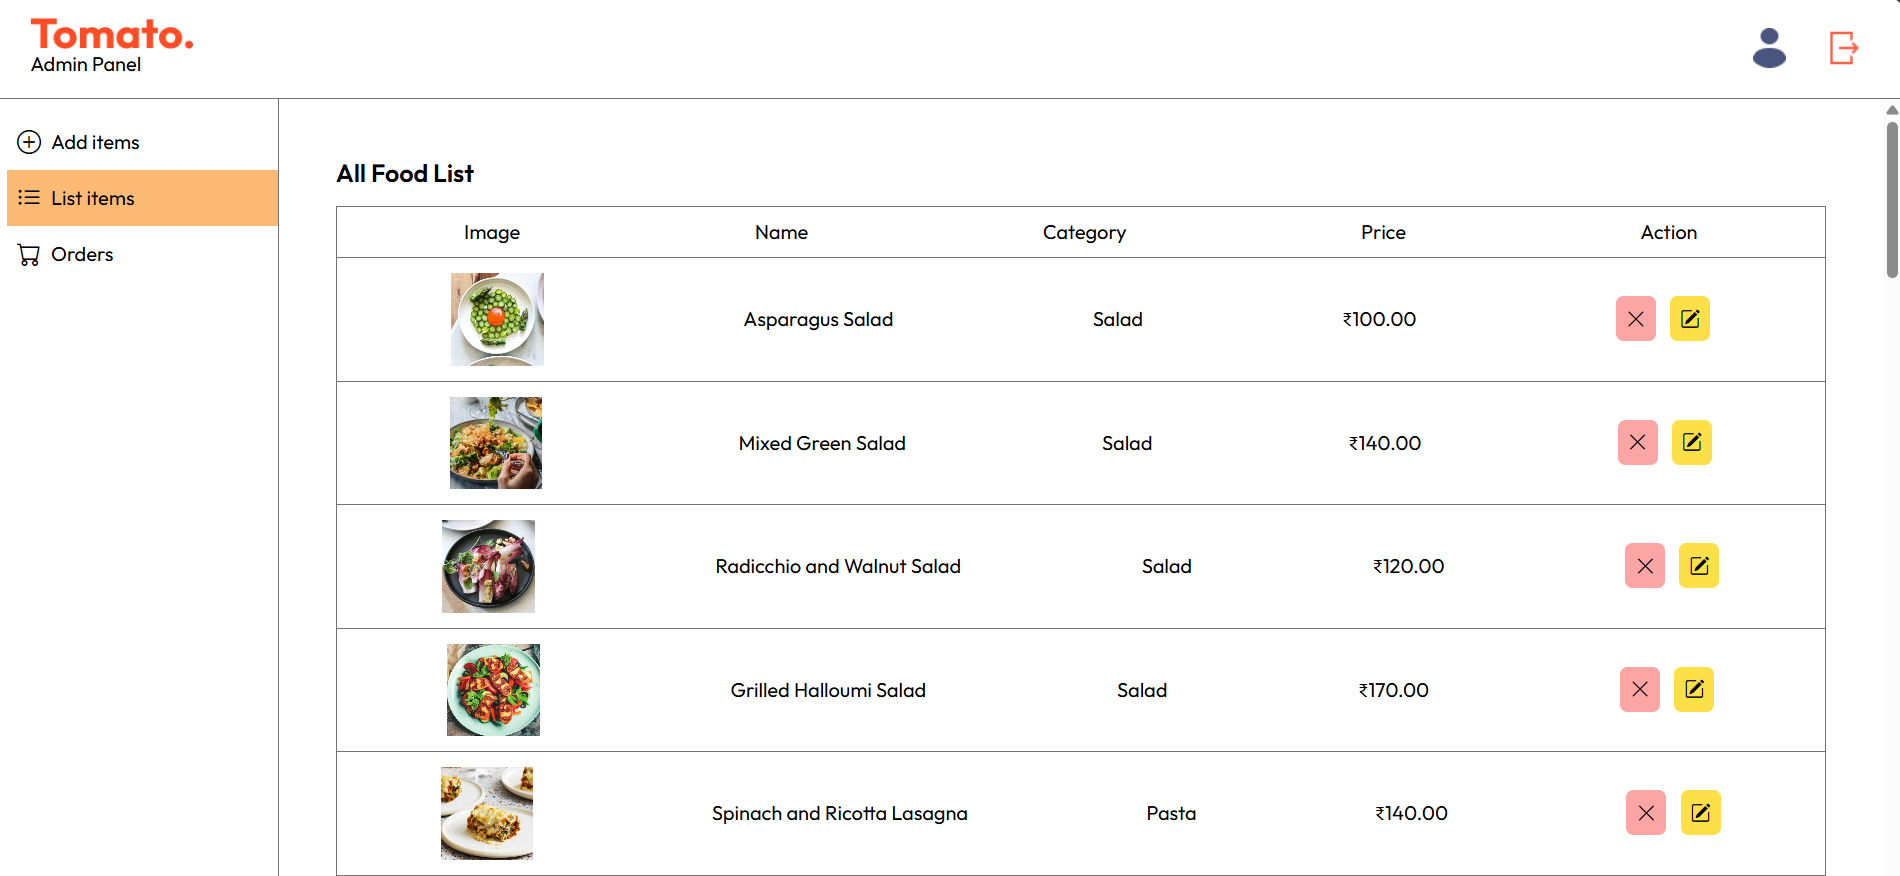 Tomato.
Admin Panel
Add items
List items
Orders
All Food List
Image Name Category Price Action
Asparagus Salad Salad ₹100.00
Mixed Green Salad Salad ₹140.00
Radicchio and Walnut Salad Salad ₹120.00
Grilled Halloumi Salad Salad ₹170.00
Spinach and Ricotta Lasagna Pasta ₹140.00